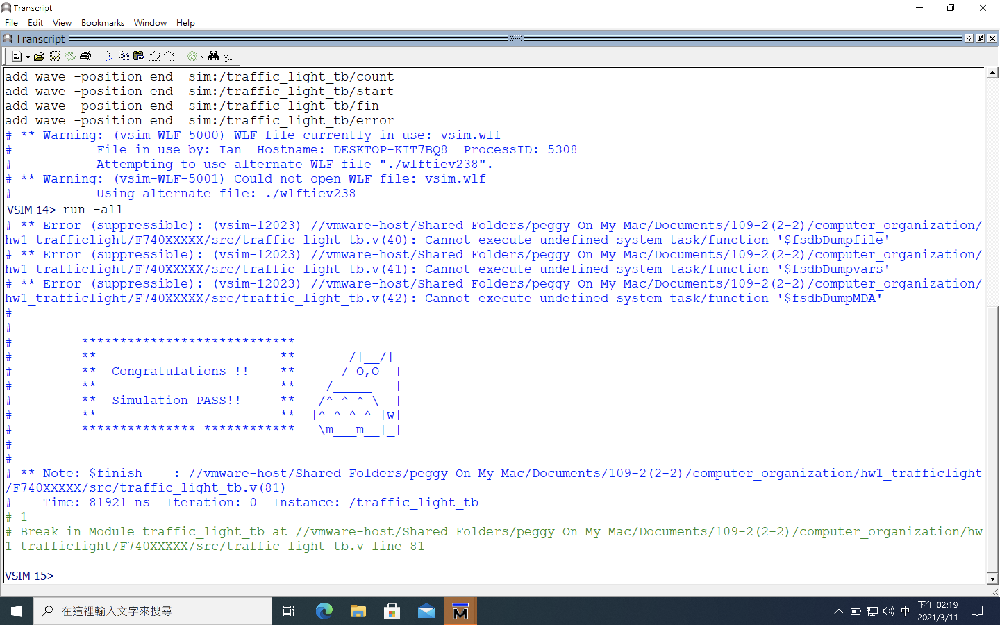 Transcript
File Edit View Bookmarks Window Help
Transcript
add wave -position end  sim:/traffic_light_tb/count
add wave -position end  sim:/traffic_light_tb/start
add wave -position end  sim:/traffic_light_tb/fin
add wave -position end  sim:/traffic_light_tb/error
# ** Warning: (vsim-WLF-5000) WLF file currently in use: vsim.wlf
#           File in use by: Ian  Hostname: DESKTOP-KIT7BQ8  ProcessID: 5308
#           Attempting to use alternate WLF file "./wlftiev238".
# ** Warning: (vsim-WLF-5001) Could not open WLF file: vsim.wlf
#           Using alternate file: ./wlftiev238
VSIM 14> run -all
# ** Error (suppressible): (vsim-12023) //vmware-host/Shared Folders/peggy On My Mac/Documents/109-2(2-2)/computer_organization/
hw1_trafficlight/F740XXXXX/src/traffic_light_tb.v(40): Cannot execute undefined system task/function '$fsdbDumpfile'
# ** Error (suppressible): (vsim-12023) //vmware-host/Shared Folders/peggy On My Mac/Documents/109-2(2-2)/computer_organization/
hw1_trafficlight/F740XXXXX/src/traffic_light_tb.v(41): Cannot execute undefined system task/function '$fsdbDumpvars'
# ** Error (suppressible): (vsim-12023) //vmware-host/Shared Folders/peggy On My Mac/Documents/109-2(2-2)/computer_organization/
hw1_trafficlight/F740XXXXX/src/traffic_light_tb.v(42): Cannot execute undefined system task/function '$fsdbDumpMDA'
#
#
#         ****************************
#         **                        **       /|__/|
#         **  Congratulations !!    **      / O,O  |
#         **                        **    /_____   |
#         **  Simulation PASS!!     **   /^ ^ ^ \  |
#         **                        **  |^ ^ ^ ^ |w|
#         *************** ************   \m___m__|_|
#
#
# ** Note: $finish    : //vmware-host/Shared Folders/peggy On My Mac/Documents/109-2(2-2)/computer_organization/hw1_trafficlight
/F740XXXXX/src/traffic_light_tb.v(81)
#    Time: 81921 ns  Iteration: 0  Instance: /traffic_light_tb
# 1
# Break in Module traffic_light_tb at //vmware-host/Shared Folders/peggy On My Mac/Documents/109-2(2-2)/computer_organization/hw
1_trafficlight/F740XXXXX/src/traffic_light_tb.v line 81
VSIM 15>
在這裡輸入文字來搜尋
M
中
下午 02:19
2021/3/11